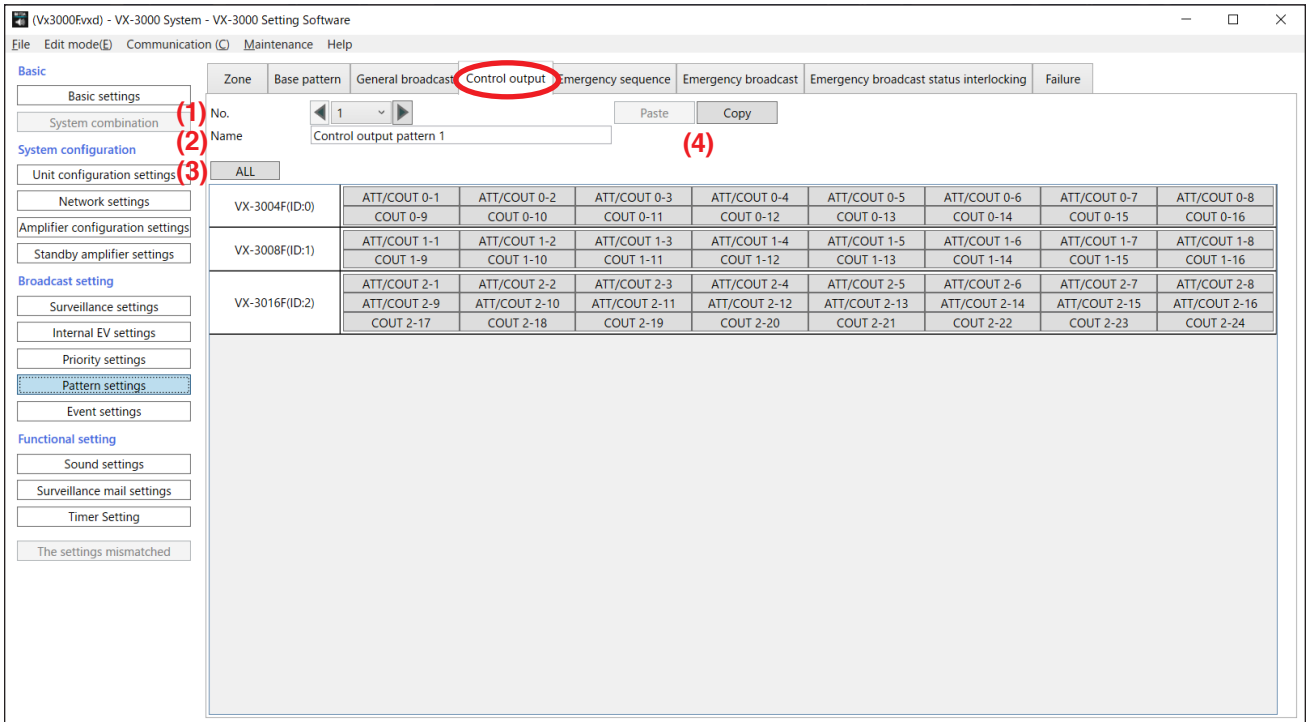 (Vx3000F.vxd) - VX-3000 System - VX-3000 Setting Software
File Edit mode(E) Communication (C) Maintenance Help
Basic
Basic settings
System combination
System configuration
Unit configuration settings
Network settings
Amplifier configuration settings
Standby amplifier settings
Broadcast setting
Surveillance settings
Internal EV settings
Priority settings
Pattern settings
Event settings
Functional setting
Sound settings
Surveillance mail settings
Timer Setting
The settings mismatched
Zone Base pattern General broadcast Control output Emergency sequence Emergency broadcast Emergency broadcast status interlocking Failure
(1) No. 1 Paste Copy
(2) Name Control output pattern 1 (4)
(3) ALL
VX-3004F(ID:0)
ATT/COUT 0-1 ATT/COUT 0-2 ATT/COUT 0-3 ATT/COUT 0-4 ATT/COUT 0-5 ATT/COUT 0-6 ATT/COUT 0-7 ATT/COUT 0-8
COUT 0-9 COUT 0-10 COUT 0-11 COUT 0-12 COUT 0-13 COUT 0-14 COUT 0-15 COUT 0-16
VX-3008F(ID:1)
ATT/COUT 1-1 ATT/COUT 1-2 ATT/COUT 1-3 ATT/COUT 1-4 ATT/COUT 1-5 ATT/COUT 1-6 ATT/COUT 1-7 ATT/COUT 1-8
COUT 1-9 COUT 1-10 COUT 1-11 COUT 1-12 COUT 1-13 COUT 1-14 COUT 1-15 COUT 1-16
VX-3016F(ID:2)
ATT/COUT 2-1 ATT/COUT 2-2 ATT/COUT 2-3 ATT/COUT 2-4 ATT/COUT 2-5 ATT/COUT 2-6 ATT/COUT 2-7 ATT/COUT 2-8
ATT/COUT 2-9 ATT/COUT 2-10 ATT/COUT 2-11 ATT/COUT 2-12 ATT/COUT 2-13 ATT/COUT 2-14 ATT/COUT 2-15 ATT/COUT 2-16
COUT 2-17 COUT 2-18 COUT 2-19 COUT 2-20 COUT 2-21 COUT 2-22 COUT 2-23 COUT 2-24